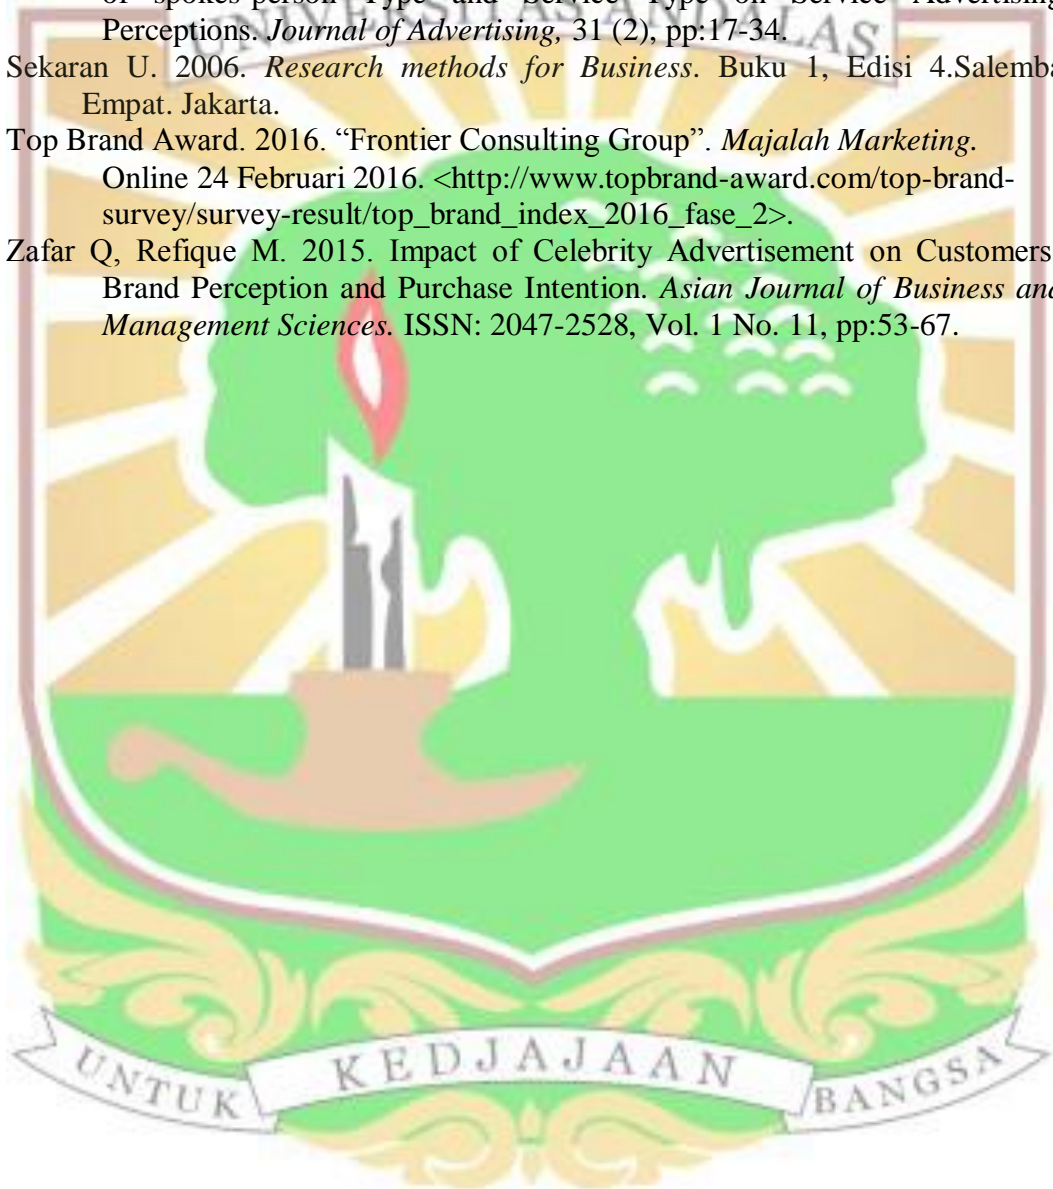 of spokes-person Type and Service Type on Service Advertising
Perceptions. Journal of Advertising, 31 (2), pp:17-34.
Sekaran U. 2006. Research methods for Business. Buku 1, Edisi 4.Salemba
Empat. Jakarta.
Top Brand Award. 2016. “Frontier Consulting Group”. Majalah Marketing.
Online 24 Februari 2016. <http://www.topbrand-award.com/top-brand-
survey/survey-result/top_brand_index_2016_fase_2>.
Zafar Q, Refique M. 2015. Impact of Celebrity Advertisement on Customers
Brand Perception and Purchase Intention. Asian Journal of Business and
Management Sciences. ISSN: 2047-2528, Vol. 1 No. 11, pp:53-67.
UNTUK KEDJAJAAN BANGSA